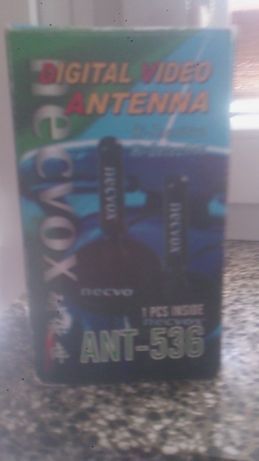 DIGITAL VIDEO
ANTENNA
necvox
necvox
necvox
necvo
1 PCS INSIDE
ANT-536